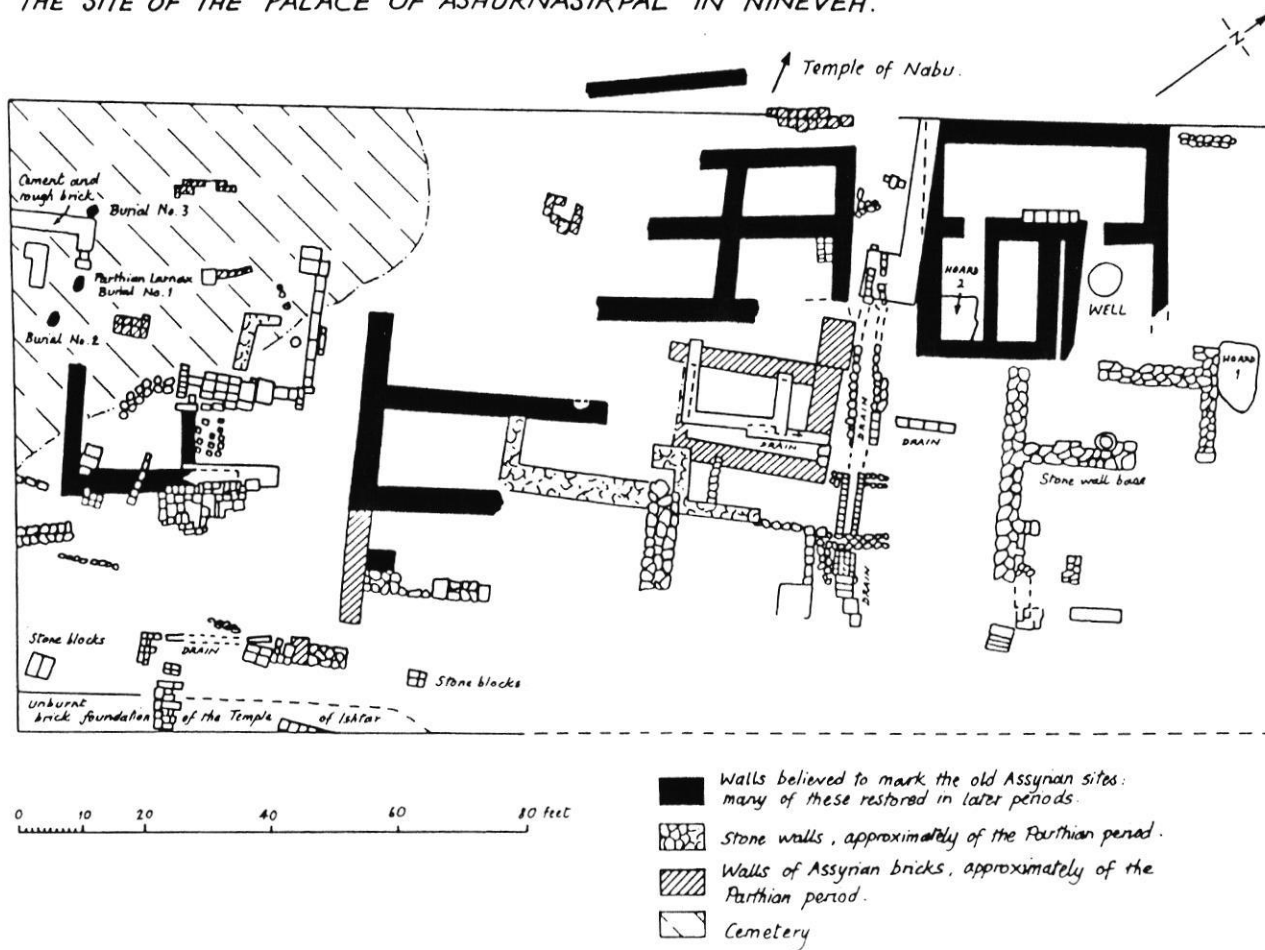 THE SITE OF THE PALACE OF ASHURNASIRPAL IN NINEVEH.
N
Temple of Nabu.
Cement and
rough brick
Burial No. 3
Parthian Larnax
Burial No. 1
Burial No. 2
HOARD
2
WELL
HOARD
1
DRAIN
DRAIN
DRAIN
Stone wall base
DRAIN
Stone blocks
DRAIN
Stone blocks
unburnt
brick foundation of the Temple of Ishtar
0 10 20 40 60 80 feet
Walls believed to mark the old Assyrian sites:
many of these restored in later periods.
Stone walls, approximately of the Parthian period.
Walls of Assyrian bricks, approximately of the
Parthian period.
Cemetery